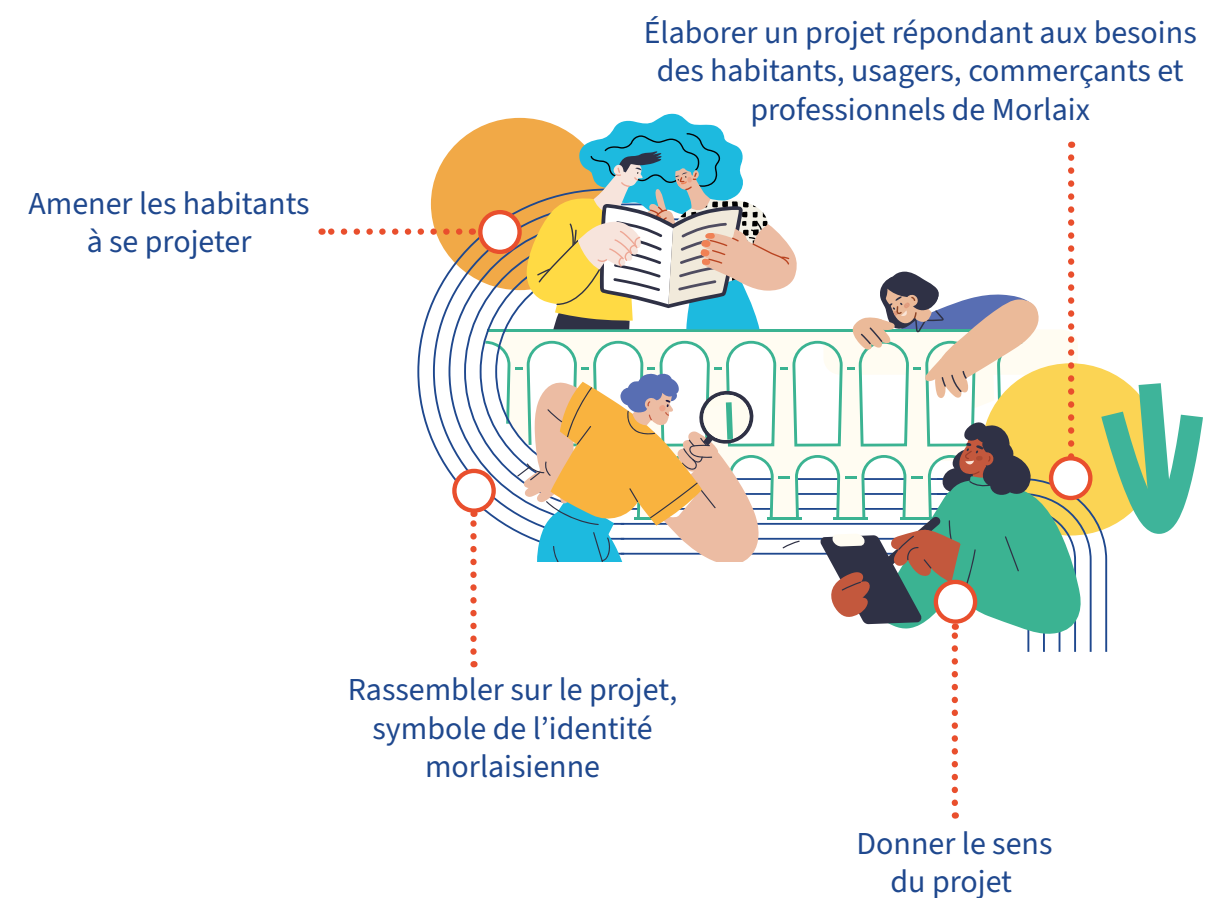 Élaborer un projet répondant aux besoins
des habitants, usagers, commerçants et
professionnels de Morlaix
Amener les habitants
à se projeter
Rassembler sur le projet,
symbole de l’identité
morlaisienne
Donner le sens
du projet